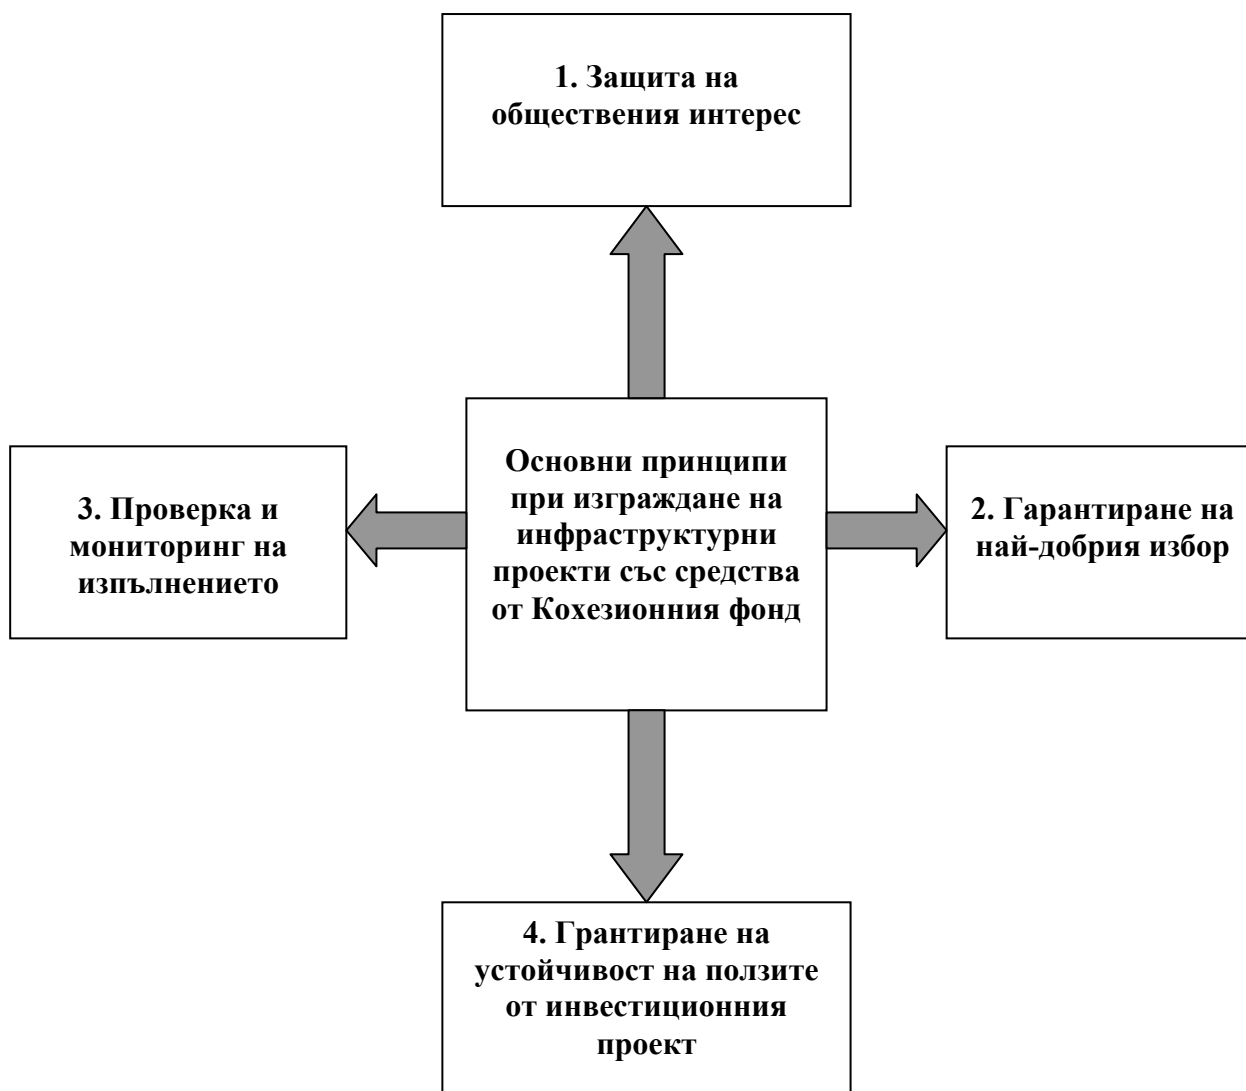 1. Защита на
обществения интерес
Основни принципи
при изграждане на
инфраструктурни
проекти със средства
от Кохезионния фонд
3. Проверка и
мониторинг на
изпълнението
2. Гарантиране на
най-добрия избор
4. Грантиране на
устойчивост на ползите
от инвестиционния
проект